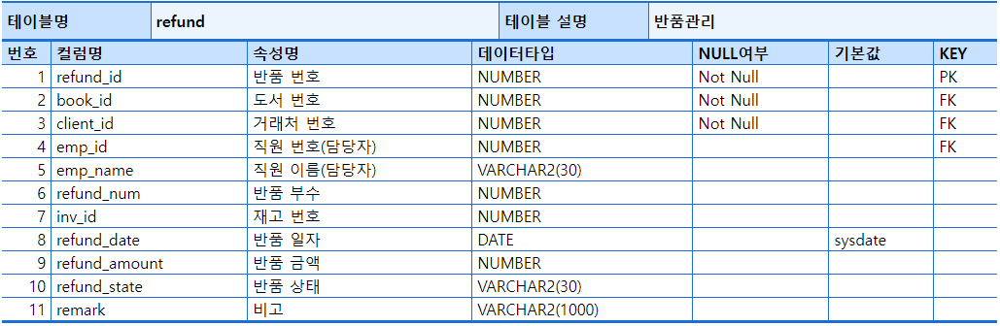 테이블명 refund 테이블 설명 반품관리
번호 컬럼명 속성명 데이터타입 NULL여부 기본값 KEY
1 refund_id 반품 번호 NUMBER Not Null PK
2 book_id 도서 번호 NUMBER Not Null FK
3 client_id 거래처 번호 NUMBER Not Null FK
4 emp_id 직원 번호(담당자) NUMBER FK
5 emp_name 직원 이름(담당자) VARCHAR2(30)
6 refund_num 반품 부수 NUMBER
7 inv_id 재고 번호 NUMBER
8 refund_date 반품 일자 DATE sysdate
9 refund_amount 반품 금액 NUMBER
10 refund_state 반품 상태 VARCHAR2(30)
11 remark 비고 VARCHAR2(1000)